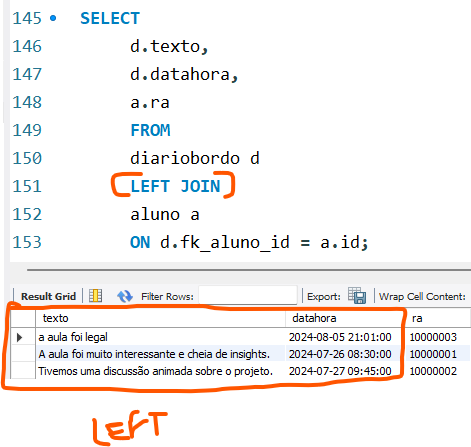 145 SELECT
146 d.texto,
147 d.datahora,
148 a.ra
149 FROM
150 diariobordo d
151 LEFT JOIN
152 aluno a
153 ON d.fk_aluno_id = a.id;
Result Grid Filter Rows: Export: Wrap Cell Content:
texto datahora ra
a aula foi legal 2024-08-05 21:01:00 10000003
A aula foi muito interessante e cheia de insights. 2024-07-26 08:30:00 10000001
Tivemos uma discussão animada sobre o projeto. 2024-07-27 09:45:00 10000002
LEFT